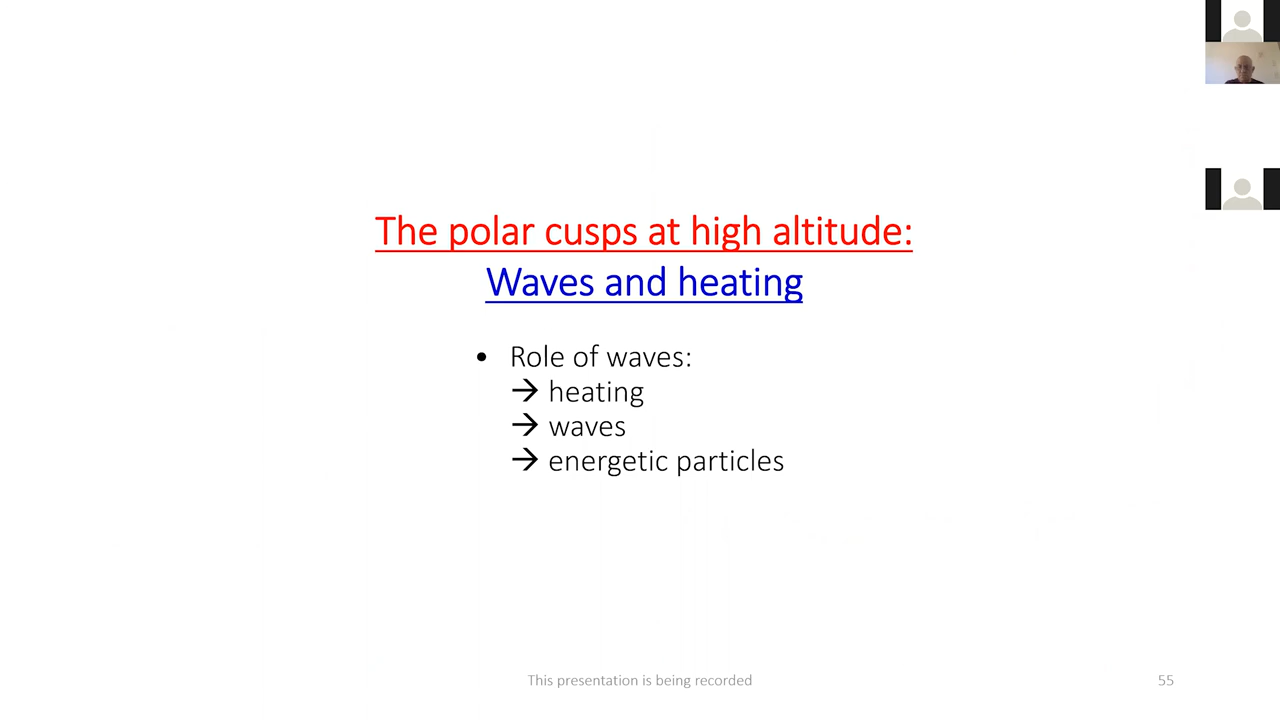 The polar cusps at high altitude:
Waves and heating
• Role of waves:
→ heating
→ waves
→ energetic particles
This presentation is being recorded
55